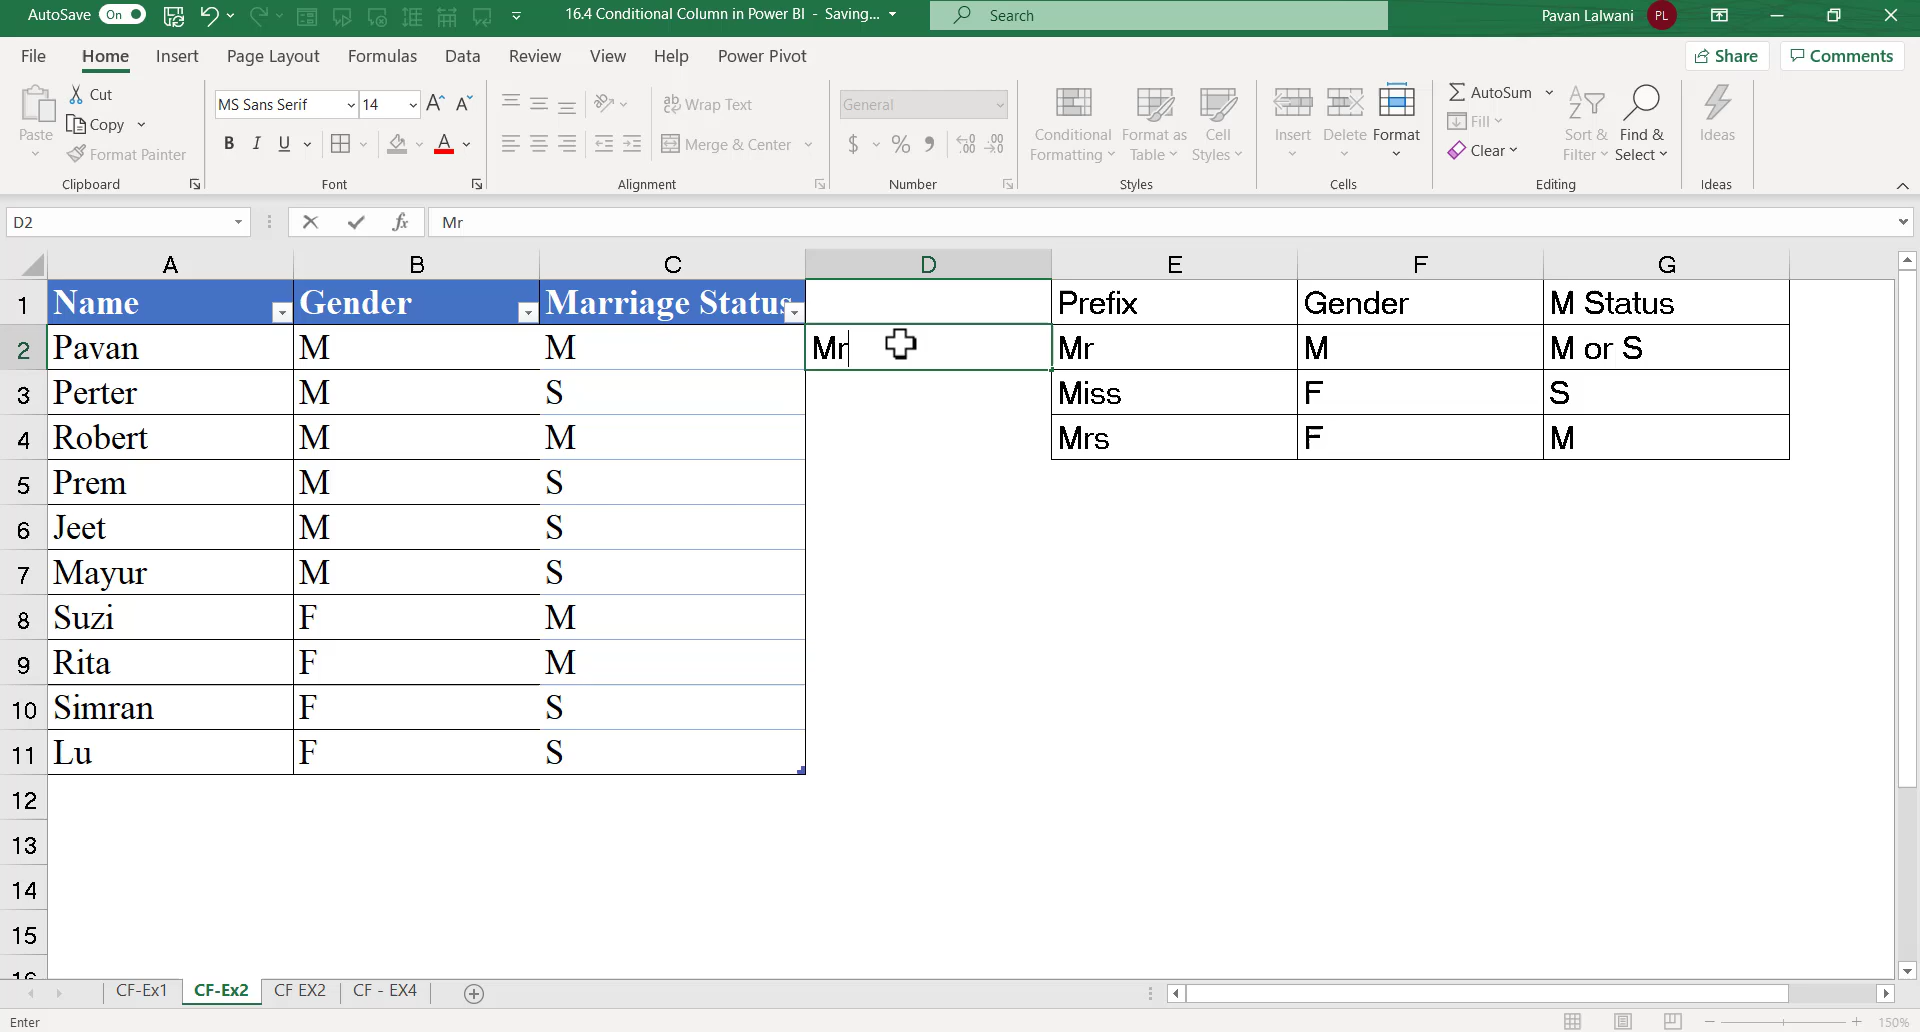 AutoSave On 16.4 Conditional Column in Power BI - Saving... Search Pavan Lalwani PL
File Home Insert Page Layout Formulas Data Review View Help Power Pivot Share Comments
Paste Cut Copy Format Painter
Clipboard
MS Sans Serif 14 A A
B I U A
Font
ab Wrap Text
Merge & Center
Alignment
General
$ % 9 .00 .00
Number
Conditional Formatting Format as Table Cell Styles
Styles
Insert Delete Format
Cells
AutoSum Fill Clear Sort & Filter Find & Select
Editing
Ideas
Ideas
D2 fx Mr
A B C D E F G
1 Name Gender Marriage Status Prefix Gender M Status
2 Pavan M M Mr Mr M M or S
3 Perter M S Miss F S
4 Robert M M Mrs F M
5 Prem M S
6 Jeet M S
7 Mayur M S
8 Suzi F M
9 Rita F M
10 Simran F S
11 Lu F S
12
13
14
15
16
CF-Ex1 CF-Ex2 CF EX2 CF - EX4
Enter 150%